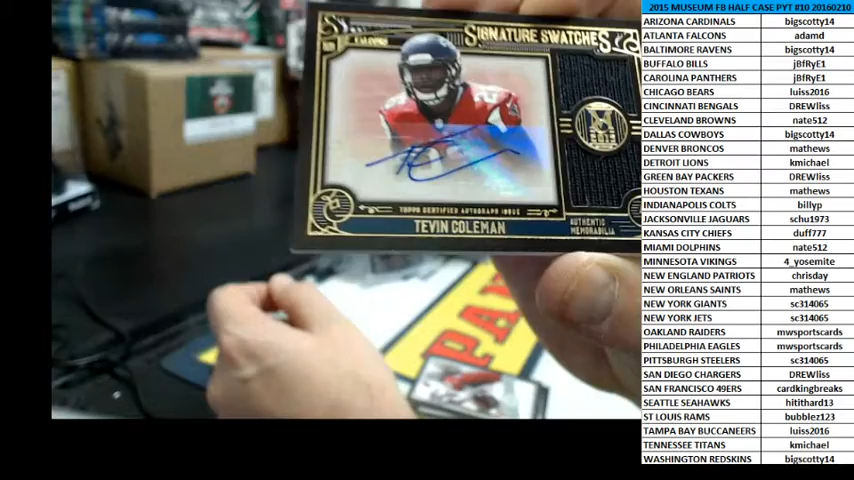 SIGNATURE SWATCHES
TOPPS CERTIFIED AUTOGRAPH ISSUE
TEVIN COLEMAN
AUTHENTIC
MEMORABILIA
PANI
2015 MUSEUM FB HALF CASE PYT #10 20160210
ARIZONA CARDINALS bigscotty14
ATLANTA FALCONS adamd
BALTIMORE RAVENS bigscotty14
BUFFALO BILLS jBfRyE1
CAROLINA PANTHERS jBfRyE1
CHICAGO BEARS luiss2016
CINCINNATI BENGALS DREWliss
CLEVELAND BROWNS nate512
DALLAS COWBOYS bigscotty14
DENVER BRONCOS mathews
DETROIT LIONS kmichael
GREEN BAY PACKERS DREWliss
HOUSTON TEXANS mathews
INDIANAPOLIS COLTS billyp
JACKSONVILLE JAGUARS schu1973
KANSAS CITY CHIEFS duff777
MIAMI DOLPHINS nate512
MINNESOTA VIKINGS 4_yosemite
NEW ENGLAND PATRIOTS chrisday
NEW ORLEANS SAINTS mathews
NEW YORK GIANTS sc314065
NEW YORK JETS sc314065
OAKLAND RAIDERS mwsportscards
PHILADELPHIA EAGLES mwsportscards
PITTSBURGH STEELERS sc314065
SAN DIEGO CHARGERS DREWliss
SAN FRANCISCO 49ERS cardkingbreaks
SEATTLE SEAHAWKS hitithard13
ST LOUIS RAMS bubblez123
TAMPA BAY BUCCANEERS luiss2016
TENNESSEE TITANS kmichael
WASHINGTON REDSKINS bigscotty14